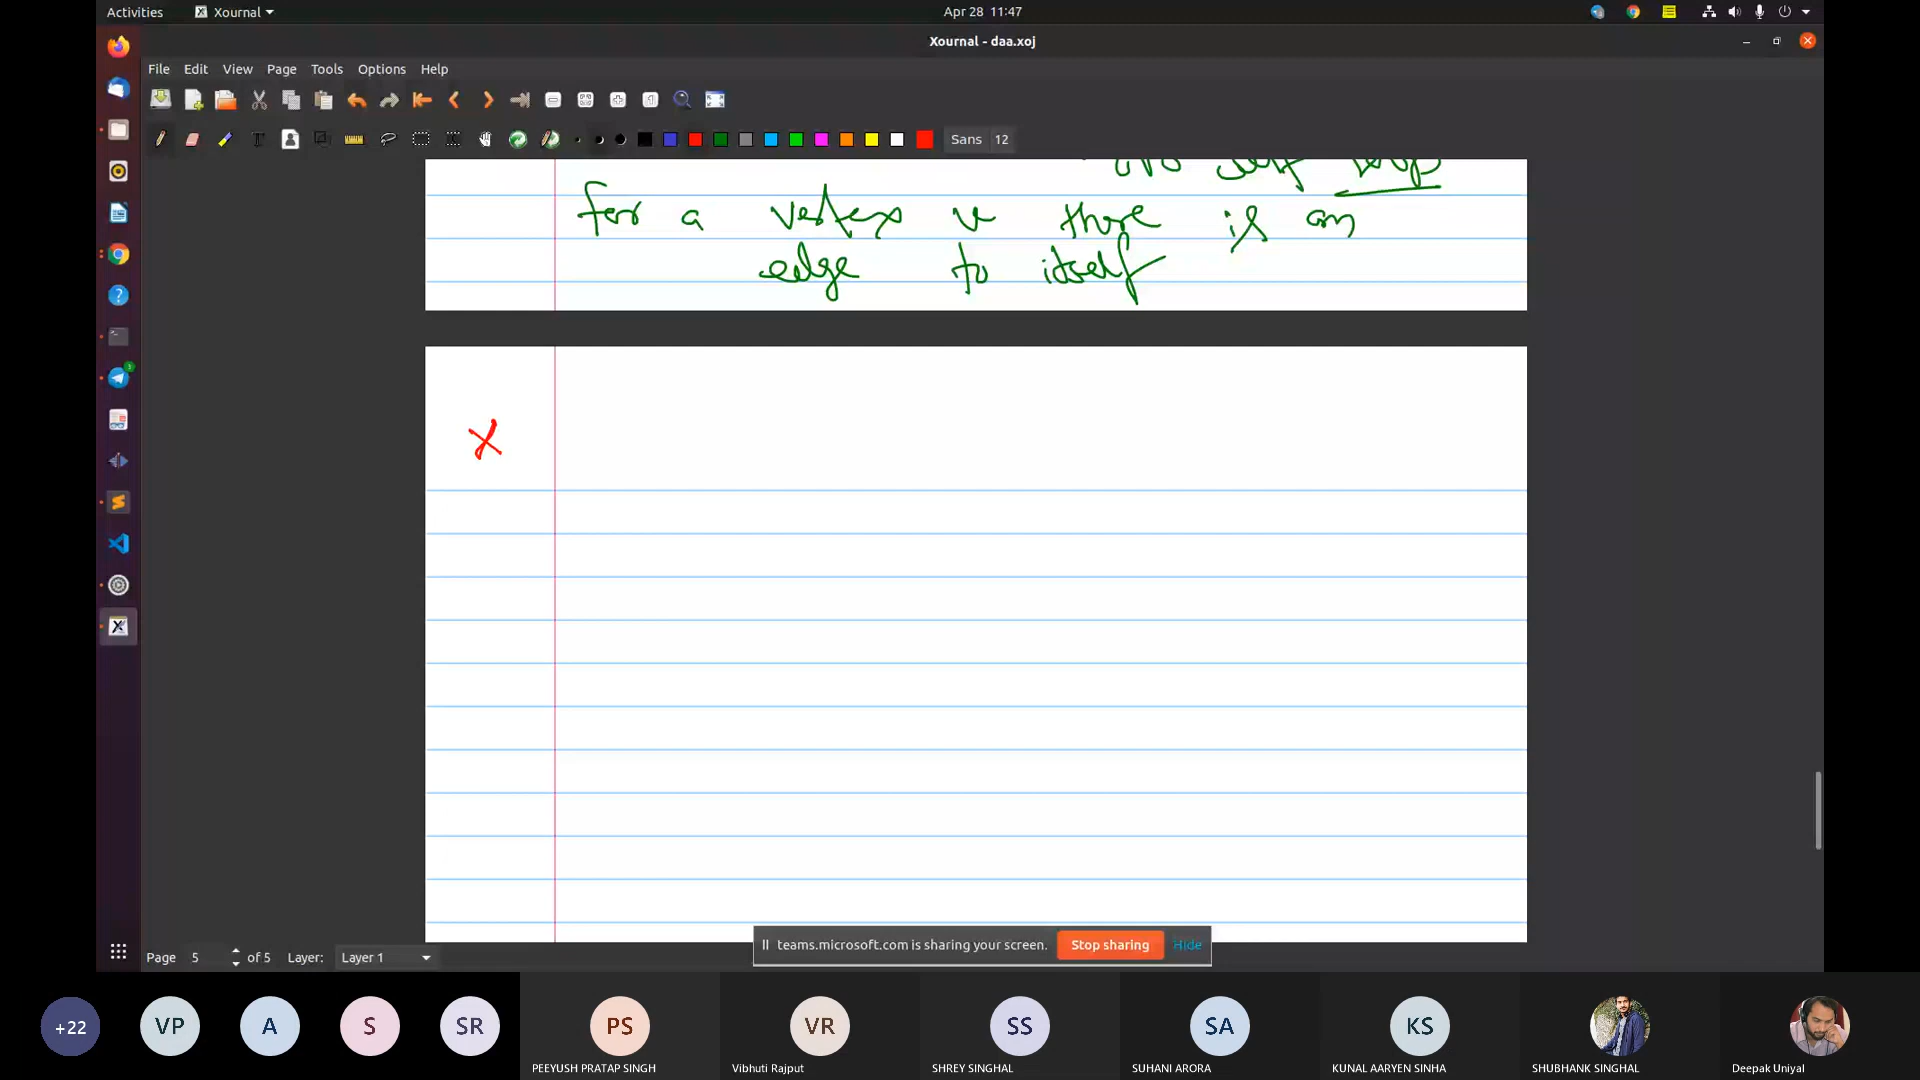 Activities Xournal Apr 28 11:47
Xournal - daa.xoj
File Edit View Page Tools Options Help
Sans 12
self loop
for a vertex v there is an
edge to itself
X
teams.microsoft.com is sharing your screen. Stop sharing Hide
Page 5 of 5 Layer: Layer 1
+22 VP A S SR PS VR SS SA KS
PEEYUSH PRATAP SINGH Vibhuti Rajput SHREY SINGHAL SUHANI ARORA KUNAL AARYEN SINHA SHUBHANK SINGHAL Deepak Uniyal